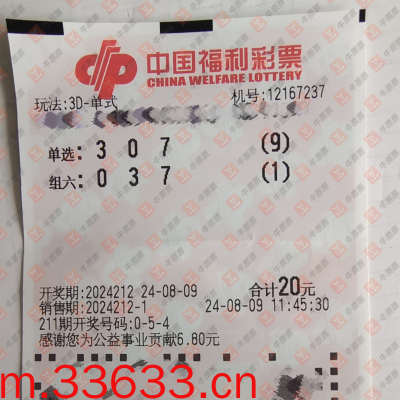 中国福利彩票
CHINA WELFARE LOTTERY
玩法:3D-单式 机号:12167237
单选: 3 0 7 (9)
组六: 0 3 7 (1)
开奖期:2024212 24-08-09 合计20元
销售期:2024212-1 24-08-09 11:45:30
211期开奖号码:0-5-4
感谢您为公益事业贡献6.80元
m.33633.cn